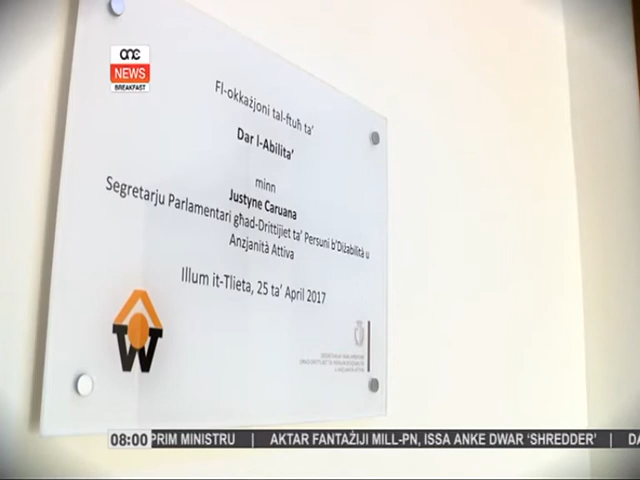 one
NEWS
BREAKFAST
Fl-okkażjoni tal-ftuħ ta'
Dar l-Abilita'
minn
Justyne Caruana
Segretarju Parlamentari għad-Drittijiet ta' Persuni b'Diżabilità u
Anzjanità Attiva
Illum it-Tlieta, 25 ta' April 2017
W
08:00 PRIM MINISTRU | AKTAR FANTAŻIJI MILL-PN, ISSA ANKE DWAR 'SHREDDER' | DA